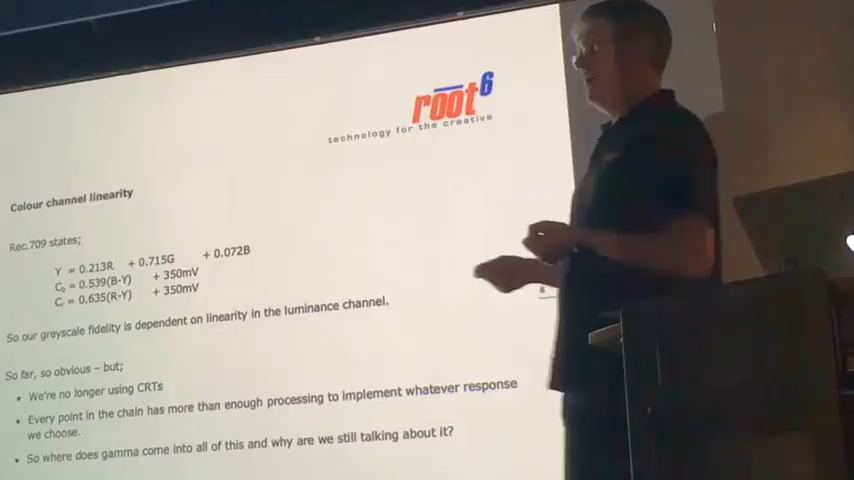 root6
technology for the creative
Colour channel linearity
Rec.709 states;
Y = 0.213R + 0.715G + 0.072B
Cb = 0.539(B-Y) + 350mV
Cr = 0.635(R-Y) + 350mV
So our greyscale fidelity is dependent on linearity in the luminance channel.
So far, so obvious – but;
• We're no longer using CRTs
• Every point in the chain has more than enough processing to implement whatever response
we choose.
• So where does gamma come into all of this and why are we still talking about it?
8